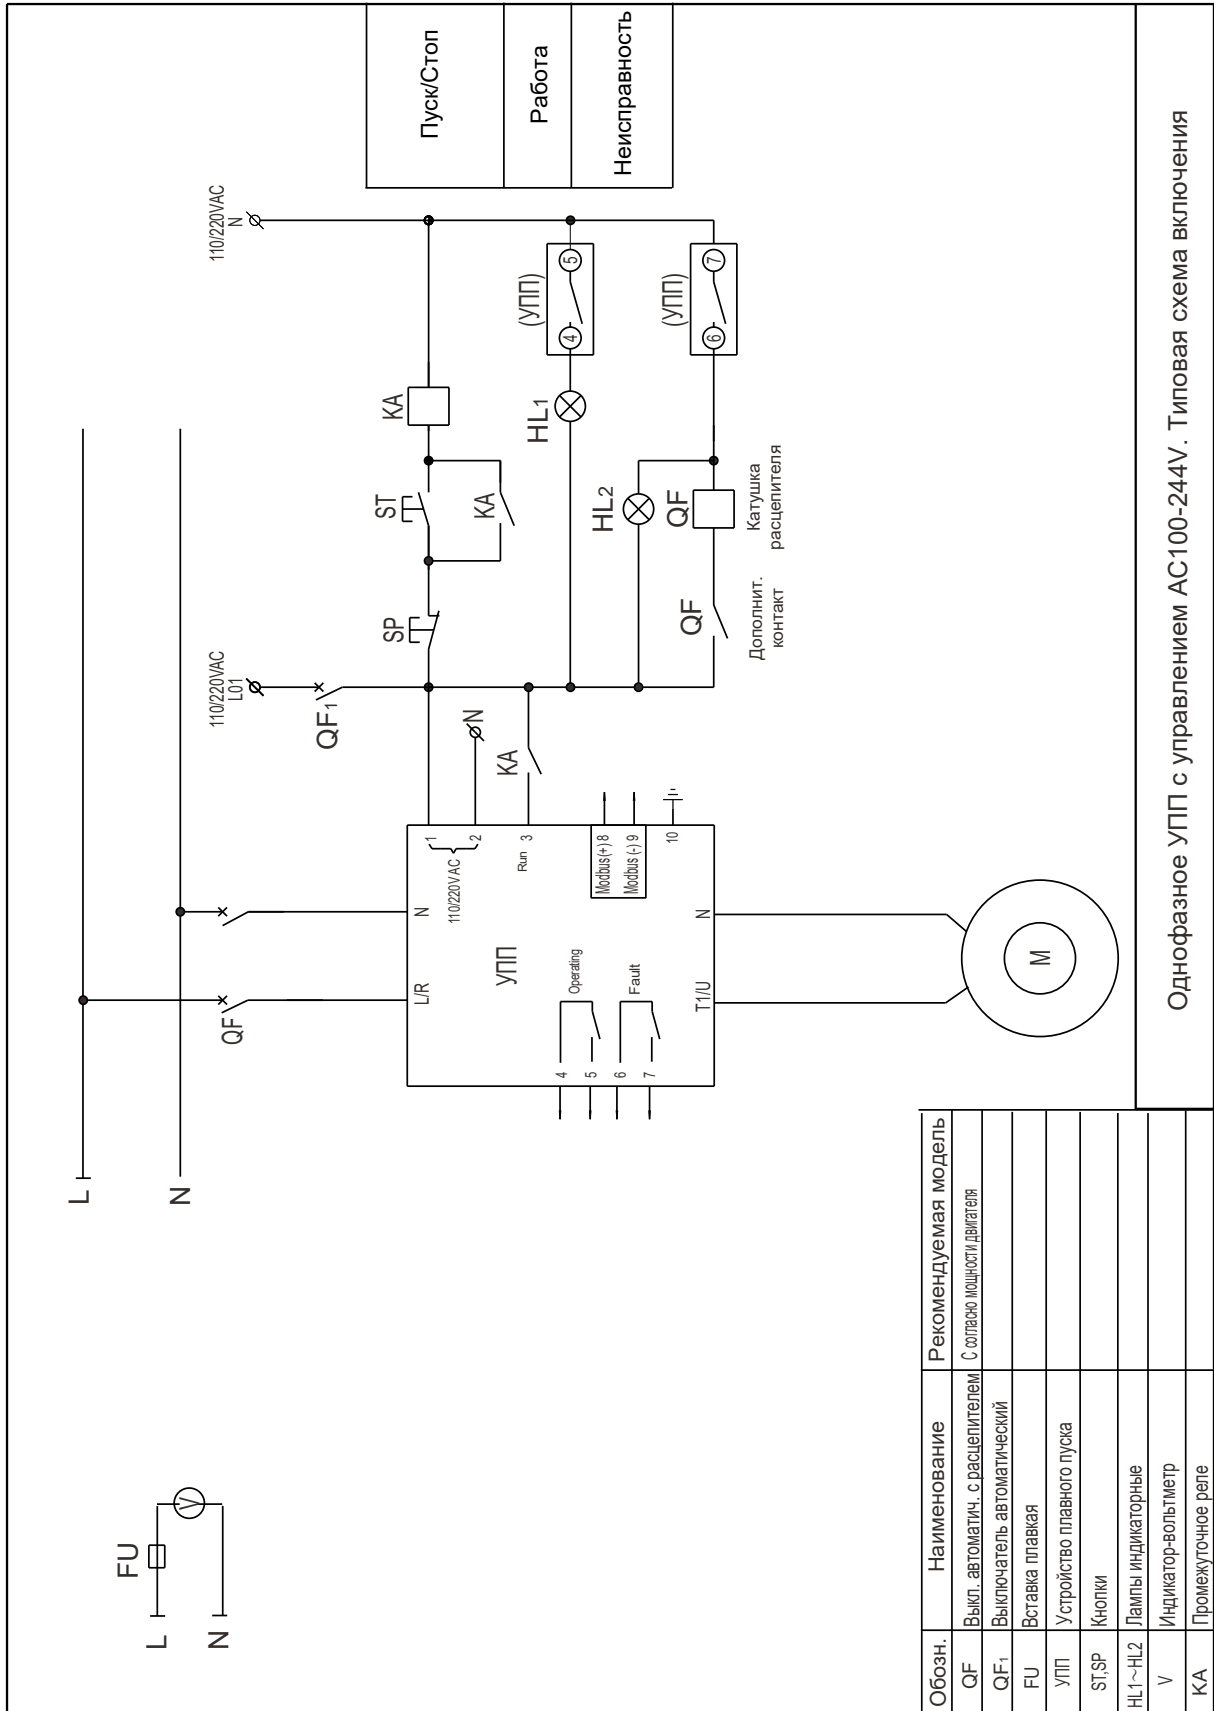 FU
L
N
V
L
N
QF
L/R
N
УПП
110/220V AC
1
2
Run 3
Modbus(+) 8
Modbus (-) 9
10
Operating
4
5
Fault
6
7
T1/U
N
M
110/220VAC
L01
QF1
N
KA
SP
ST
KA
KA
110/220VAC
N
HL1
(УПП)
4
5
HL2
QF
Дополнит.
контакт
QF
Катушка
расцепителя
(УПП)
6
7
Пуск/Стоп
Работа
Неисправность
Обозн. Наименование Рекомендуемая модель
QF Выкл. автоматич. с расцепителем С согласно мощности двигателя
QF1 Выключатель автоматический
FU Вставка плавкая
УПП Устройство плавного пуска
ST,SP Кнопки
HL1~HL2 Лампы индикаторные
V Индикатор-вольтметр
KA Промежуточное реле
Однофазное УПП с управлением AC100-244V. Типовая схема включения